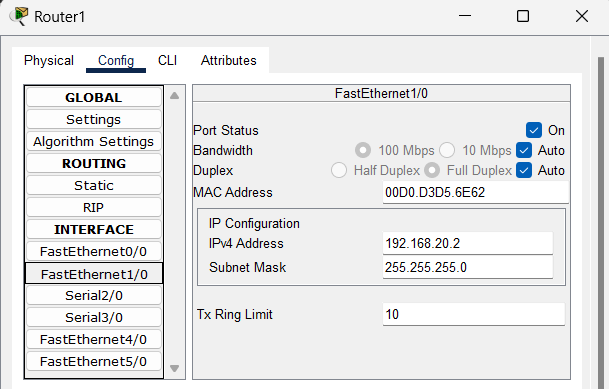 Router1
Physical Config CLI Attributes
GLOBAL
Settings
Algorithm Settings
ROUTING
Static
RIP
INTERFACE
FastEthernet0/0
FastEthernet1/0
Serial2/0
Serial3/0
FastEthernet4/0
FastEthernet5/0
FastEthernet1/0
Port Status On
Bandwidth 100 Mbps 10 Mbps Auto
Duplex Half Duplex Full Duplex Auto
MAC Address 00D0.D3D5.6E62
IP Configuration
IPv4 Address 192.168.20.2
Subnet Mask 255.255.255.0
Tx Ring Limit 10